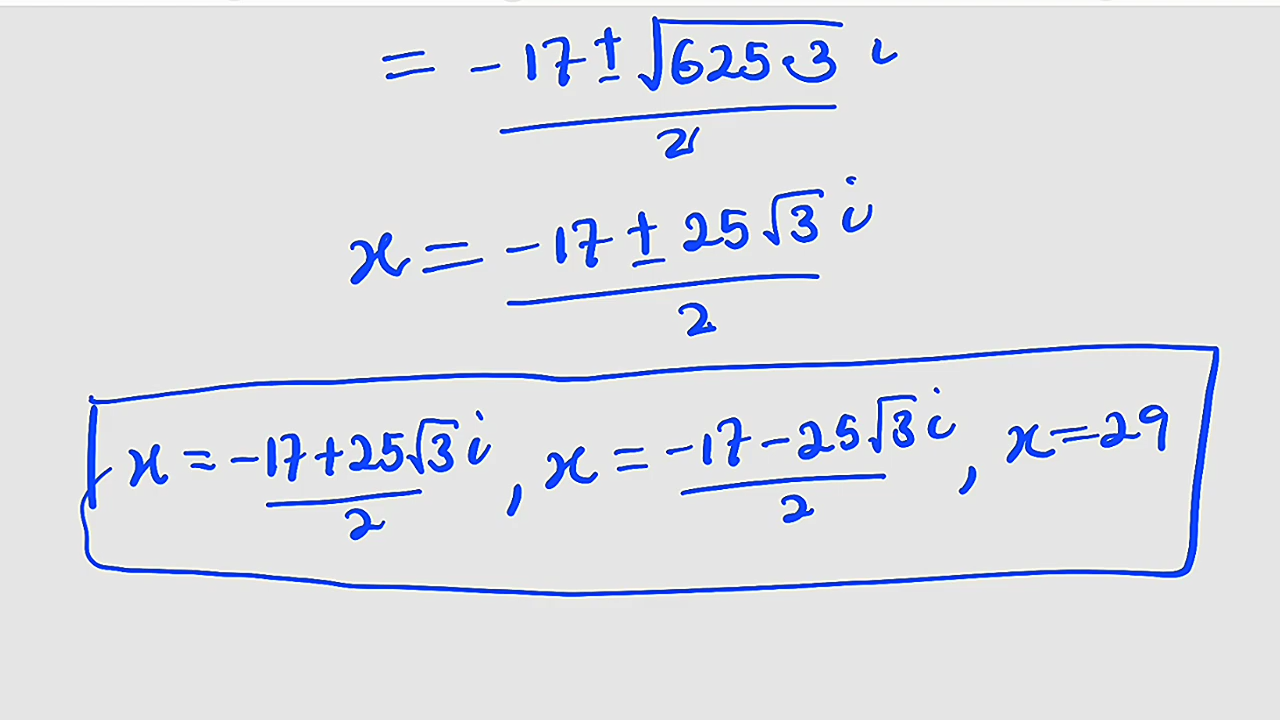 = -17 ± √625·3 i
2
x = -17 ± 25√3 i
2
x = -17+25√3 i , x = -17-25√3 i , x=29
2 2